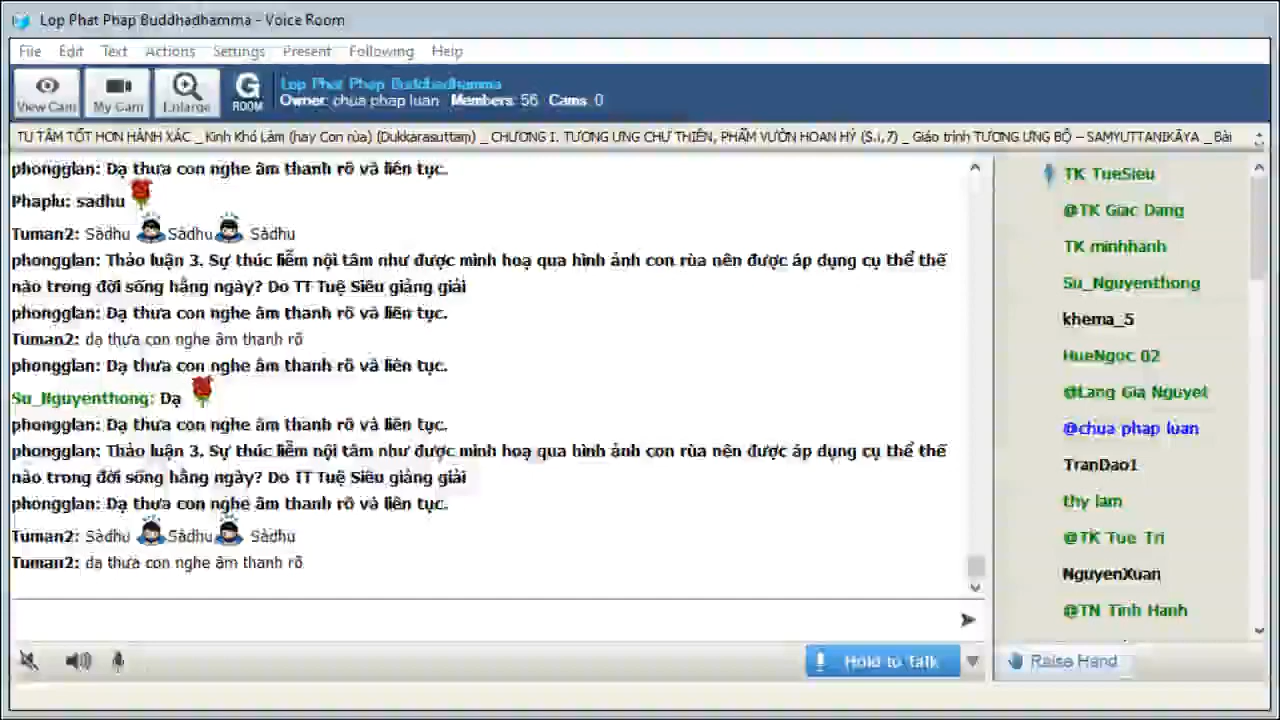 Lop Phat Phap Buddhadhamma - Voice Room
File Edit Text Actions Settings Present Following Help
View Cam My Cam Enlarge G ROOM
Lop Phat Phap Buddhadhamma
Owner: chua phap luan Members: 56 Cams: 0
TU TÂM TỐT HƠN HÀNH XÁC _ Kinh Khó Làm (hay Con rùa) (Dukkarasuttaṃ) _ CHƯƠNG I. TƯƠNG ƯNG CHƯ THIÊN, PHẨM VƯỜN HOAN HỶ (S.i,7) _ Giáo trình TƯƠNG ƯNG BỘ – SAMYUTTANIKĀYA _ Bài
phongglan: Dạ thưa con nghe âm thanh rõ và liên tục.
Phaplu: sadhu
Tuman2: Sādhu Sādhu Sādhu
phongglan: Thảo luận 3. Sự thúc liễm nội tâm như được minh hoạ qua hình ảnh con rùa nên được áp dụng cụ thể thế
nào trong đời sống hằng ngày? Do TT Tuệ Siêu giảng giải
phongglan: Dạ thưa con nghe âm thanh rõ và liên tục.
Tuman2: dạ thưa con nghe âm thanh rõ
phongglan: Dạ thưa con nghe âm thanh rõ và liên tục.
Su_Nguyenthong: Dạ
phongglan: Dạ thưa con nghe âm thanh rõ và liên tục.
phongglan: Thảo luận 3. Sự thúc liễm nội tâm như được minh hoạ qua hình ảnh con rùa nên được áp dụng cụ thể thế
nào trong đời sống hằng ngày? Do TT Tuệ Siêu giảng giải
phongglan: Dạ thưa con nghe âm thanh rõ và liên tục.
Tuman2: Sādhu Sādhu Sādhu
Tuman2: dạ thưa con nghe âm thanh rõ
TK TueSieu
@TK Giac Dang
TK minhhanh
Su_Nguyenthong
khema_5
HueNgoc 02
@Lang Gia Nguyet
@chua phap luan
TranDao1
thy lam
@TK Tue Tri
NguyenXuan
@TN Tinh Hanh
Hold to Talk
Raise Hand